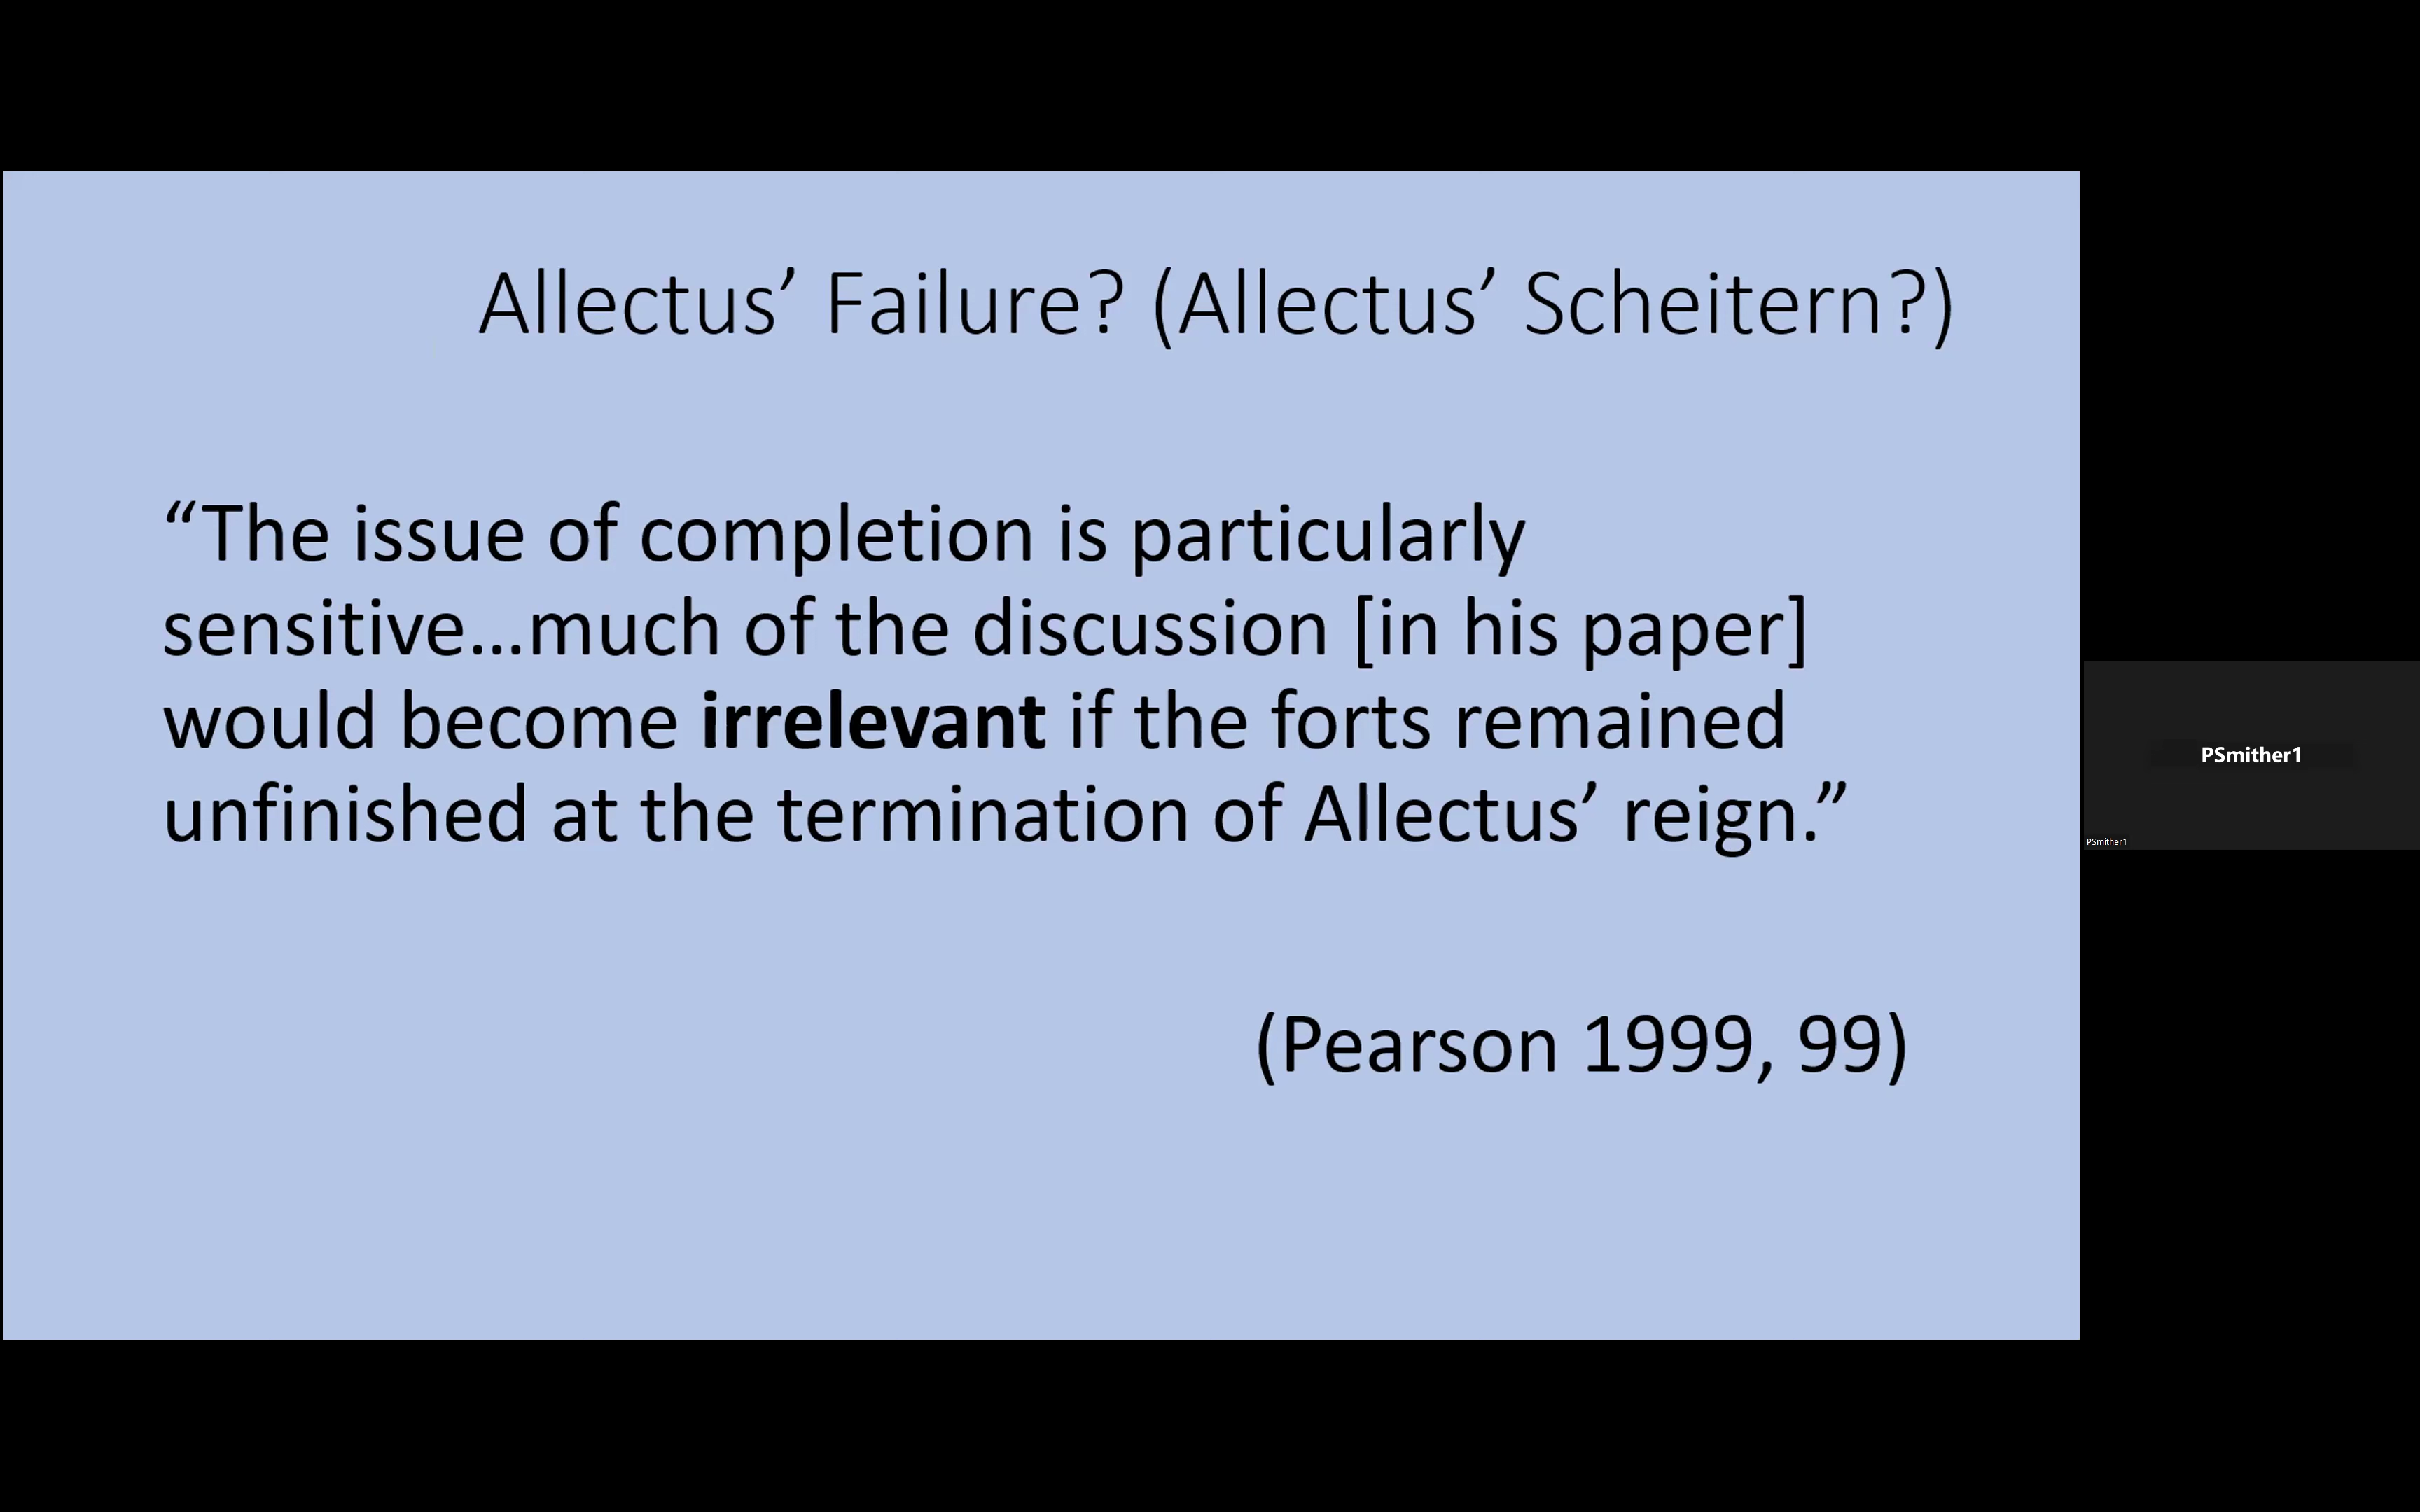 Allectus’ Failure? (Allectus’ Scheitern?)
“The issue of completion is particularly
sensitive…much of the discussion [in his paper]
would become irrelevant if the forts remained
unfinished at the termination of Allectus’ reign.”
(Pearson 1999, 99)
PSmither1
PSmither1